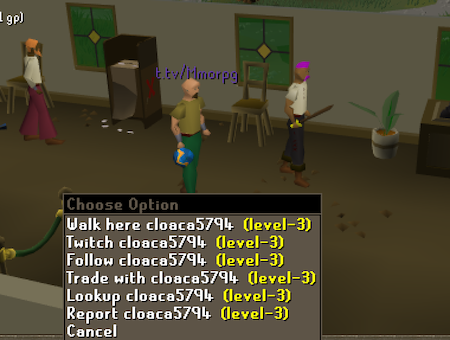 gp)
t.tv/Mmorpg
Choose Option
Walk here cloaca5794 (level-3)
Twitch cloaca5794 (level-3)
Follow cloaca5794 (level-3)
Trade with cloaca5794 (level-3)
Lookup cloaca5794 (level-3)
Report cloaca5794 (level-3)
Cancel